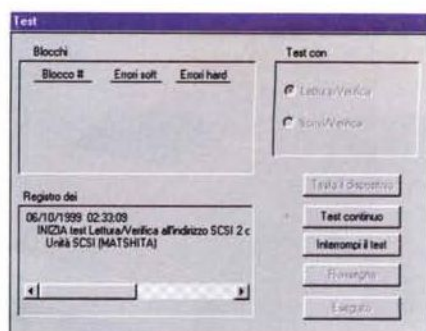 Test
Blocchi
Blocco # Errori soft Errori hard
Test con
Lettura/Verifica
Scrivi/Verifica
Registro dei
06/10/1999 02:33:09
INIZIA test Lettura/Verifica all'indirizzo SCSI 2 c
Unità SCSI (MATSHITA)
Testa il dispositivo
Test continuo
Interrompi il test
Riassegna
Eseguito